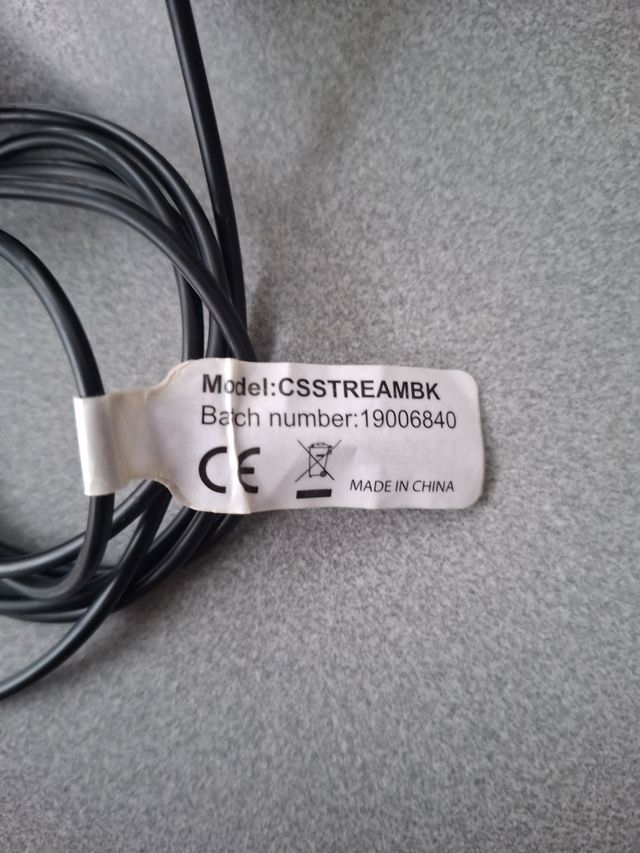 Model:CSSTREAMBK
Batch number:19006840
CE
MADE IN CHINA